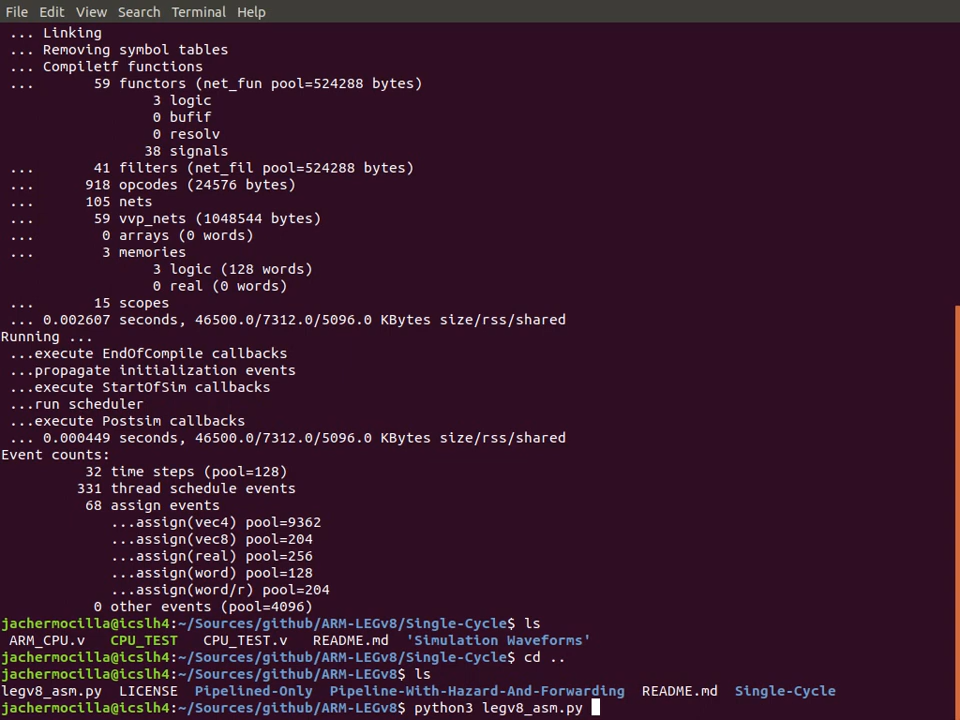 File Edit View Search Terminal Help
... Linking
... Removing symbol tables
... Compiletf functions
... 59 functors (net_fun pool=524288 bytes)
3 logic
0 bufif
0 resolv
38 signals
... 41 filters (net_fil pool=524288 bytes)
... 918 opcodes (24576 bytes)
... 105 nets
... 59 vvp_nets (1048544 bytes)
... 0 arrays (0 words)
... 3 memories
3 logic (128 words)
0 real (0 words)
... 15 scopes
... 0.002607 seconds, 46500.0/7312.0/5096.0 KBytes size/rss/shared
Running ...
...execute EndOfCompile callbacks
...propagate initialization events
...execute StartOfSim callbacks
...run scheduler
...execute Postsim callbacks
... 0.000449 seconds, 46500.0/7312.0/5096.0 KBytes size/rss/shared
Event counts:
32 time steps (pool=128)
331 thread schedule events
68 assign events
...assign(vec4) pool=9362
...assign(vec8) pool=204
...assign(real) pool=256
...assign(word) pool=128
...assign(word/r) pool=204
0 other events (pool=4096)
jachermocilla@icslh4:~/Sources/github/ARM-LEGv8/Single-Cycle$ ls
ARM_CPU.v CPU_TEST CPU_TEST.v README.md 'Simulation Waveforms'
jachermocilla@icslh4:~/Sources/github/ARM-LEGv8/Single-Cycle$ cd ..
jachermocilla@icslh4:~/Sources/github/ARM-LEGv8$ ls
legv8_asm.py LICENSE Pipelined-Only Pipeline-With-Hazard-And-Forwarding README.md Single-Cycle
jachermocilla@icslh4:~/Sources/github/ARM-LEGv8$ python3 legv8_asm.py